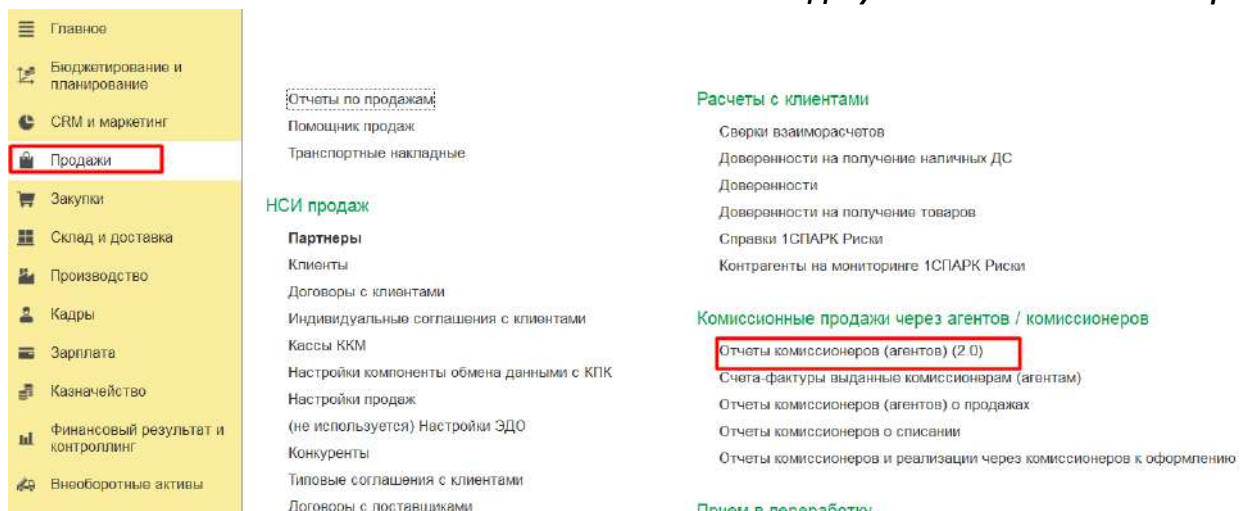 Главное
Бюджетирование и
планирование
CRM и маркетинг
Продажи
Закупки
Склад и доставка
Производство
Кадры
Зарплата
Казначейство
Финансовый результат и
контроллинг
Внеоборотные активы
Отчеты по продажам
Помощник продаж
Транспортные накладные
НСИ продаж
Партнеры
Клиенты
Договоры с клиентами
Индивидуальные соглашения с клиентами
Кассы ККМ
Настройки компоненты обмена данными с КПК
Настройки продаж
(не используется) Настройки ЭДО
Конкуренты
Типовые соглашения с клиентами
Договоры с поставщиками
Расчеты с клиентами
Сверки взаиморасчетов
Доверенности на получение наличных ДС
Доверенности
Доверенности на получение товаров
Справки 1СПАРК Риски
Контрагенты на мониторинге 1СПАРК Риски
Комиссионные продажи через агентов / комиссионеров
Отчеты комиссионеров (агентов) (2.0)
Счета-фактуры выданные комиссионерам (агентам)
Отчеты комиссионеров (агентов) о продажах
Отчеты комиссионеров о списании
Отчеты комиссионеров и реализации через комиссионеров к оформлению
Прием в переработку